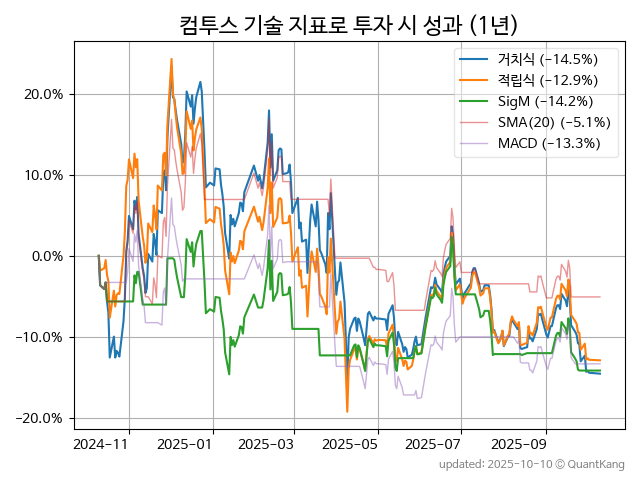 컴투스 기술 지표로 투자 시 성과 (1년)
거치식 (−14.5%)
적립식 (−12.9%)
SigM (−14.2%)
SMA(20) (−5.1%)
MACD (−13.3%)
20.0%
10.0%
0.0%
−10.0%
−20.0%
2024-11
2025-01
2025-03
2025-05
2025-07
2025-09
updated: 2025-10-10 © QuantKang